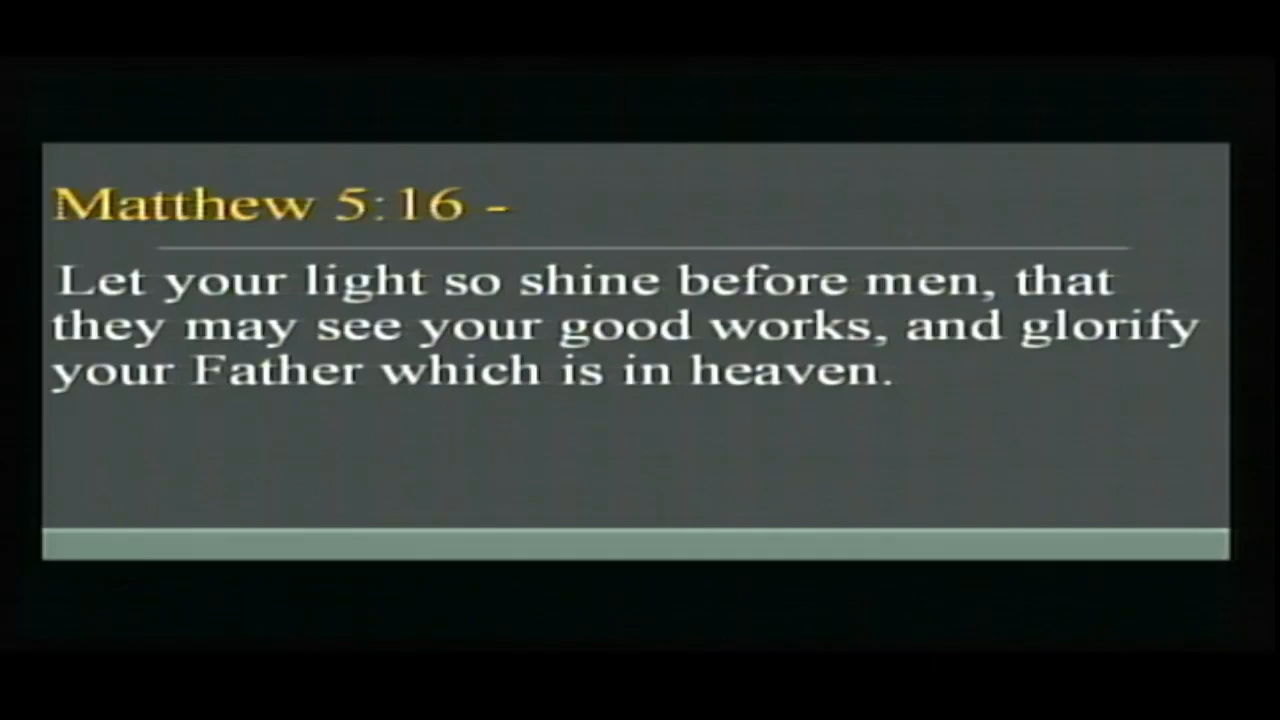 Matthew 5:16 -
Let your light so shine before men, that
they may see your good works, and glorify
your Father which is in heaven.